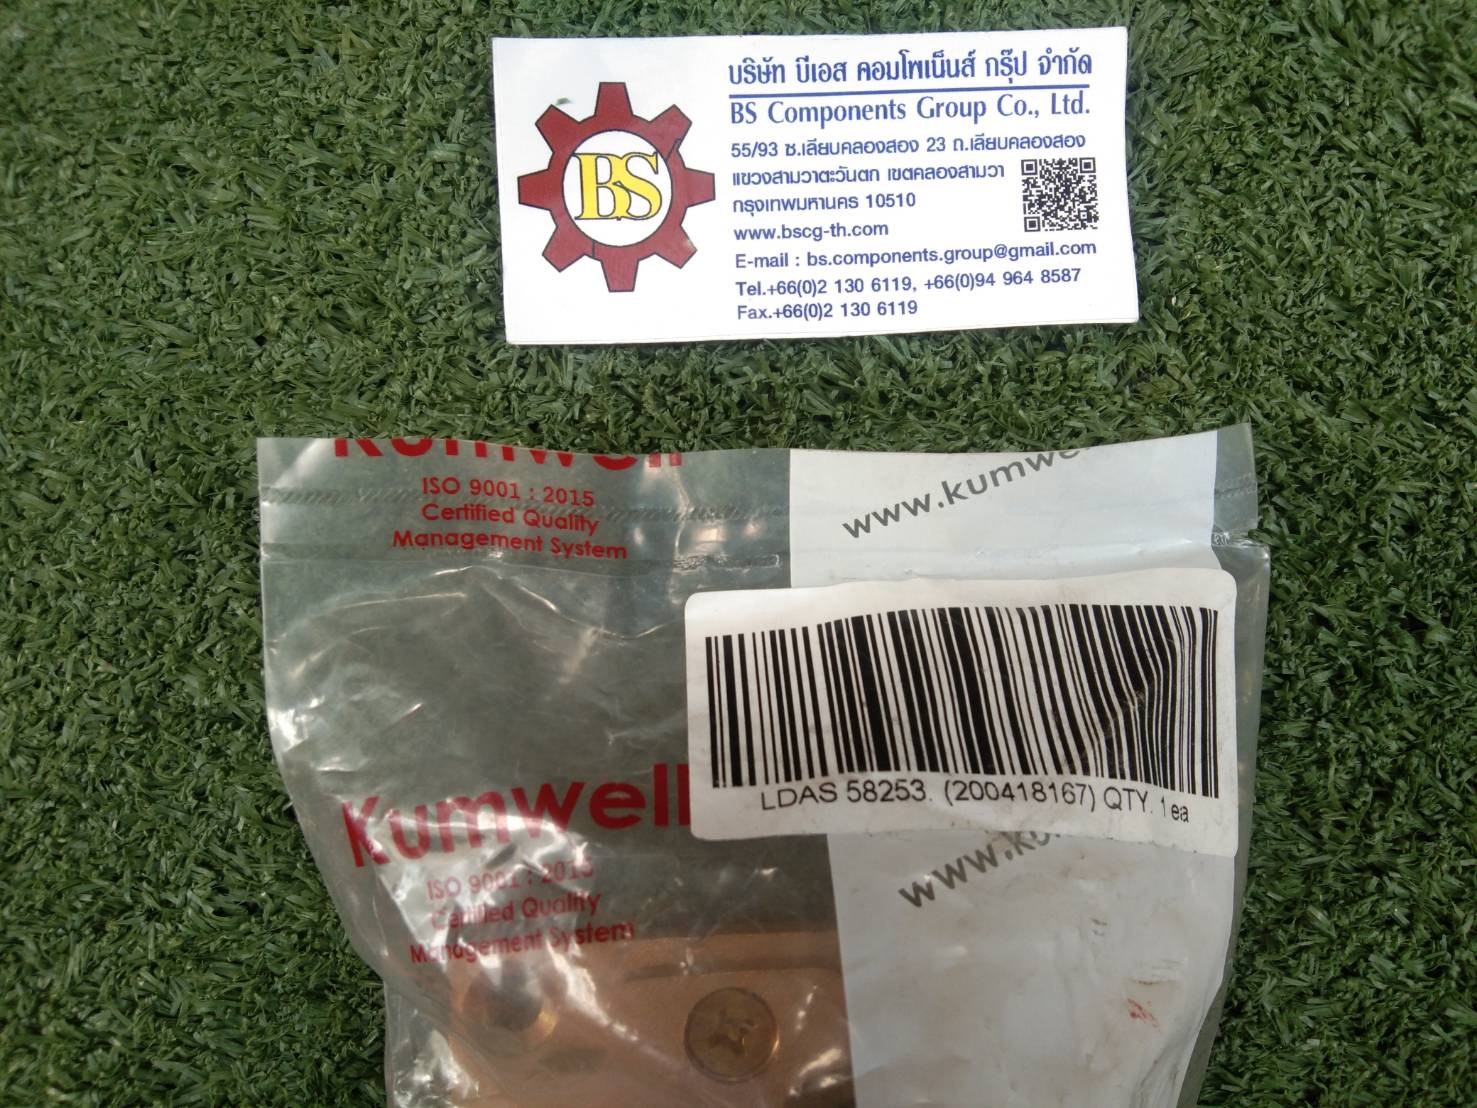 บริษัท บีเอส คอมโพเน็นส์ กรุ๊ป จำกัด
BS Components Group Co., Ltd.
55/93 ซ.เลียบคลองสอง 23 ถ.เลียบคลองสอง
แขวงสามวาตะวันตก เขตคลองสามวา
กรุงเทพมหานคร 10510
www.bscg-th.com
E-mail : bs.components.group@gmail.com
Tel.+66(0)2 130 6119, +66(0)94 964 8587
Fax.+66(0)2 130 6119
BS
Kumwell
ISO 9001 : 2015
Certified Quality
Management System
www.kumwe
LDAS 58253. (200418167) QTY. 1 ea
Kumwell
ISO 9001 : 2015
Certified Quality
Management System
www.ku